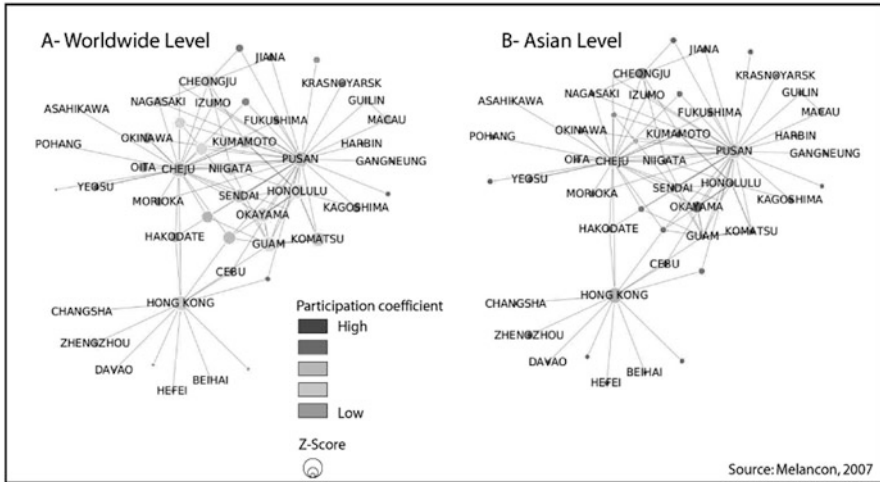 A- Worldwide Level
JIANA
CHEONGJU
KRASNOYARSK
NAGASAKI IZUMO
GUILIN
ASAHIKAWA
FUKUSHIMA
MACAU
OKINAWA
KUMAMOTO
HARBIN
POHANG
PUSAN
GANGNEUNG
OITA
CHEJU NIIGATA
YEOSU
HONOLULU
MORIOKA
SENDAI
KAGOSHIMA
OKAYAMA
HAKODATE
GUAM
KOMATSU
CEBU
HONG KONG
CHANGSHA
ZHENGZHOU
DAVAO
BEIHAI
HEFEI
Participation coefficient
High
Low
Z-Score
B- Asian Level
JIANA
CHEONGJU
KRASNOYARSK
NAGASAKI IZUMO
GUILIN
ASAHIKAWA
FUKUSHIMA
MACAU
OKINAWA
KUMAMOTO
HARBIN
POHANG
PUSAN
GANGNEUNG
OITA
CHEJU
NIIGATA
YEOSU
SENDAI
HONOLULU
MORIOKA
KAGOSHIMA
OKAYAMA
HAKODATE
GUAM
KOMATSU
CEBU
HONG KONG
CHANGSHA
ZHENGZHOU
DAVAO
BEIHAI
HEFEI
Source: Melancon, 2007